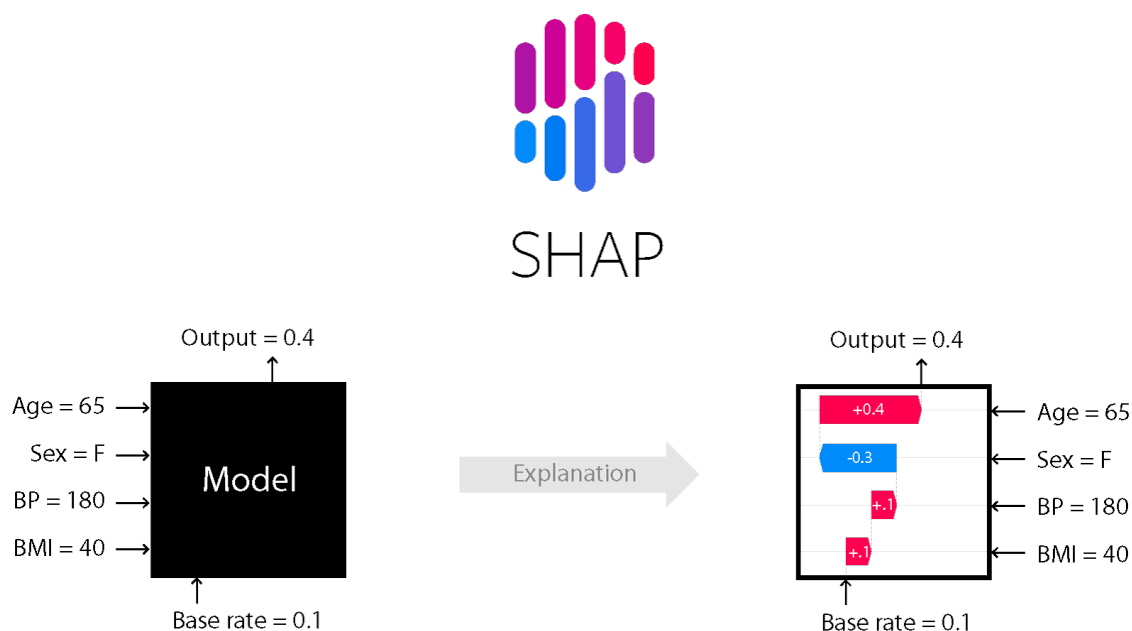 SHAP
Output = 0.4
Age = 65
Sex = F
BP = 180
BMI = 40
Model
Base rate = 0.1
Explanation
Output = 0.4
+0.4
-0.3
+.1
+.1
Age = 65
Sex = F
BP = 180
BMI = 40
Base rate = 0.1